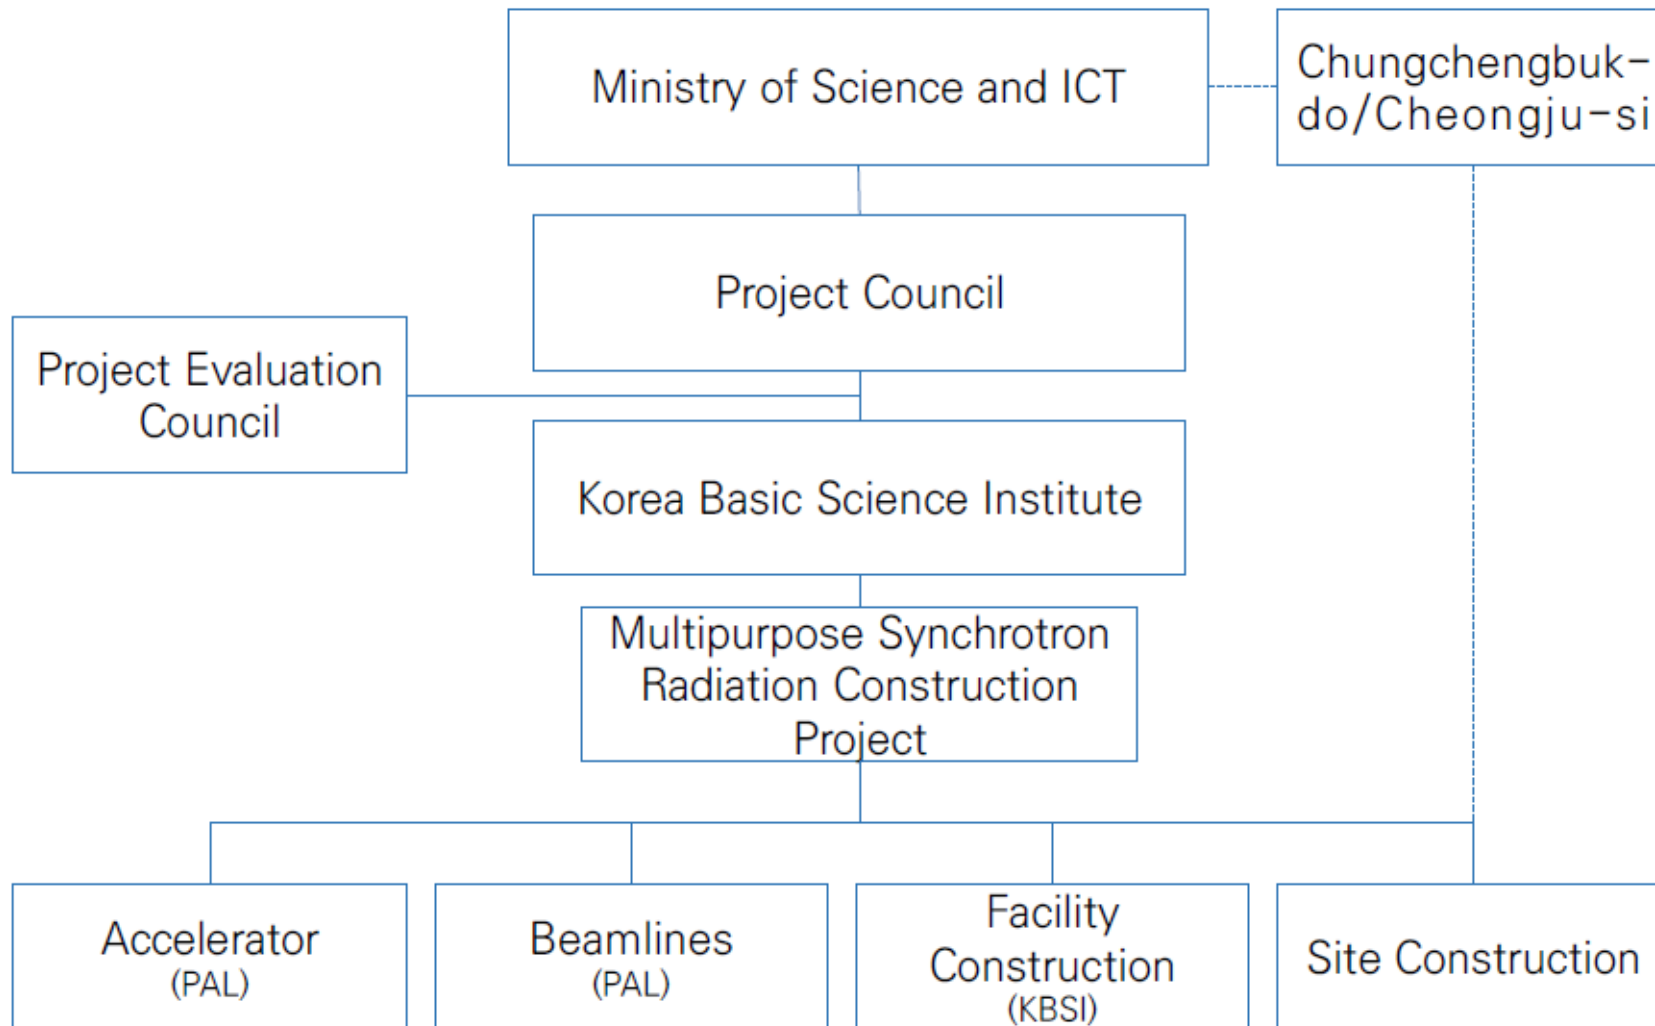 Ministry of Science and ICT
Chungchengbuk-
do/Cheongju-si
Project Council
Project Evaluation
Council
Korea Basic Science Institute
Multipurpose Synchrotron
Radiation Construction
Project
Accelerator
(PAL)
Beamlines
(PAL)
Facility
Construction
(KBSI)
Site Construction